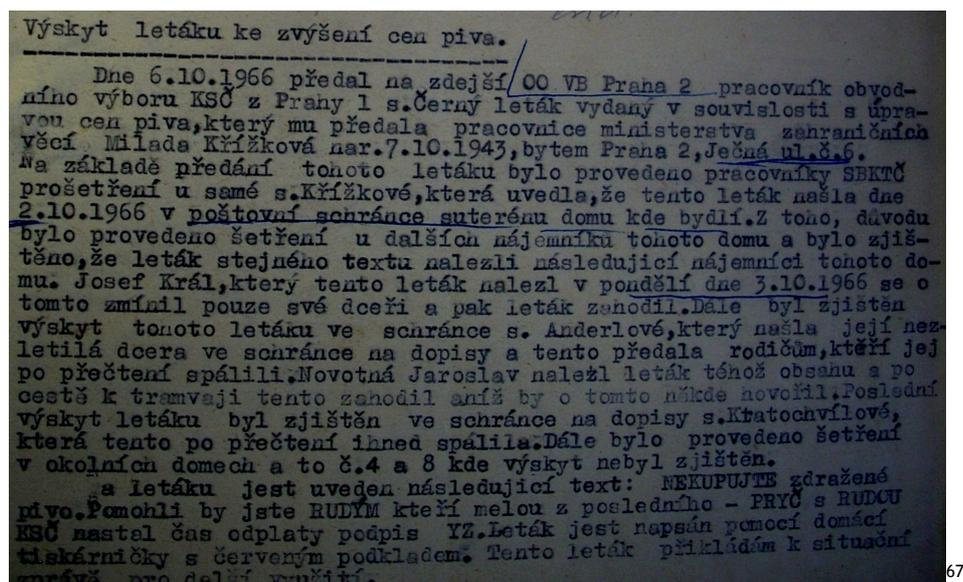 Výskyt letáku ke zvýšení cen piva.
Dne 6.10.1966 předal na zdejší OO VB Praha 2 pracovník obvod-
ního výboru KSČ z Prahy 1 s.Černý leták vydaný v souvislosti s úpra-
vou cen piva,který mu předala pracovnice ministerstva zahraničních
věcí Milada Křížková nar.7.10.1943,bytem Praha 2,Ječná ul.č.6.
Na základě předání tohoto letáku bylo provedeno pracovníky SBKTČ
prošetření u samé s.Křížkové,která uvedla,že tento leták našla dne
2.10.1966 v poštovní schránce suterénu domu kde bydlí.Z toho, důvodu
bylo provedeno šetření u dalších nájemníků tohoto domu a bylo zjiš-
těno,že leták stejného textu nalezli následujicí nájemníci tohoto do-
mu. Josef Král,který tento leták nalezl v pondělí dne 3.10.1966 se o
tomto zmínil pouze své dceři a pak leták zahodil.Dále byl zjištěn
výskyt tohoto letáku ve schránce s. Anderlové,který našla její nez-
letilá dcera ve schránce na dopisy a tento předala rodičům,kteří jej
po přečtení spálili.Novotná Jaroslav nalezl leták téhož obsahu a po
cestě k tramvaji tento zahodil aniž by o tomto někde hovořil.Poslední
výskyt letáku byl zjištěn ve schránce na dopisy s.Kratochvílové,
která tento po přečtení ihned spálila.Dále bylo provedeno šetření
v okolních domech a to č.4 a 8 kde výskyt nebyl zjištěn.
a letáku jest uveden následujicí text: NEKUPUJTE zdražené
pivo.Pomohli by jste RUDÝM kteří melou z posledního - PRYČ s RUDOU
KSČ nastal čas odplaty podpis YZ.Leták jest napsán pomocí domácí
tiskárničky s červeným podkladem. Tento leták přikládám k situační
zprávě pro další využití.
67